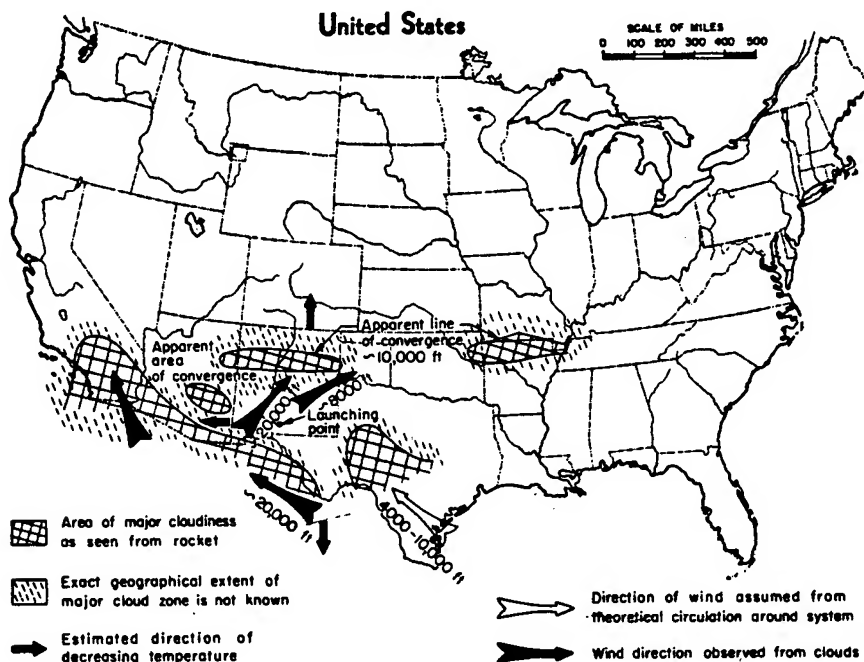 United States
SCALE OF MILES
0 100 200 300 400 500
Apparent line
of convergence
~10,000 ft
Apparent
area
of convergence
20,000 ft
Launching
point
~20,000 ft
4000-10,000 ft
Area of major cloudiness
as seen from rocket
Exact geographical extent of
major cloud zone is not known
Estimated direction of
decreasing temperature
Direction of wind assumed from
theoretical circulation around system
Wind direction observed from clouds